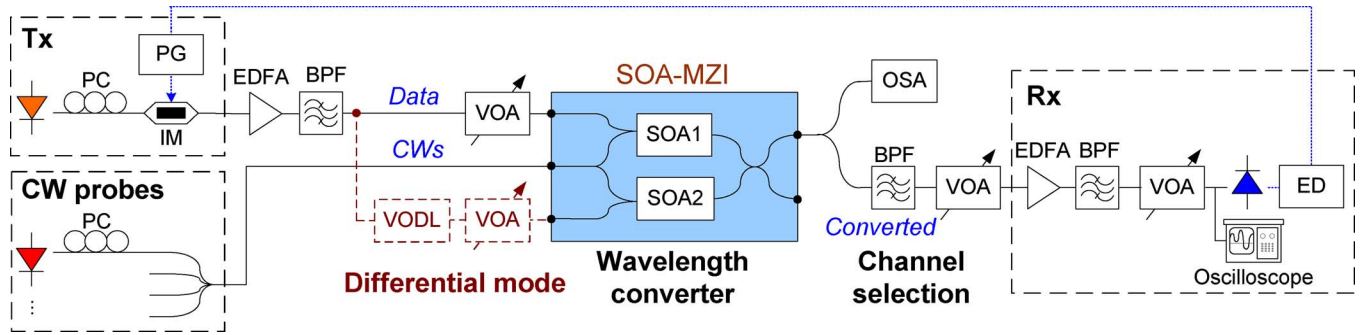 Tx
PG
PC
IM
EDFA
BPF
Data
VOA
CWs
VODL
VOA
Differential mode
CW probes
PC
...
SOA-MZI
SOA1
SOA2
Wavelength
converter
OSA
BPF
VOA
Converted
Channel
selection
Rx
EDFA
BPF
VOA
ED
Oscilloscope